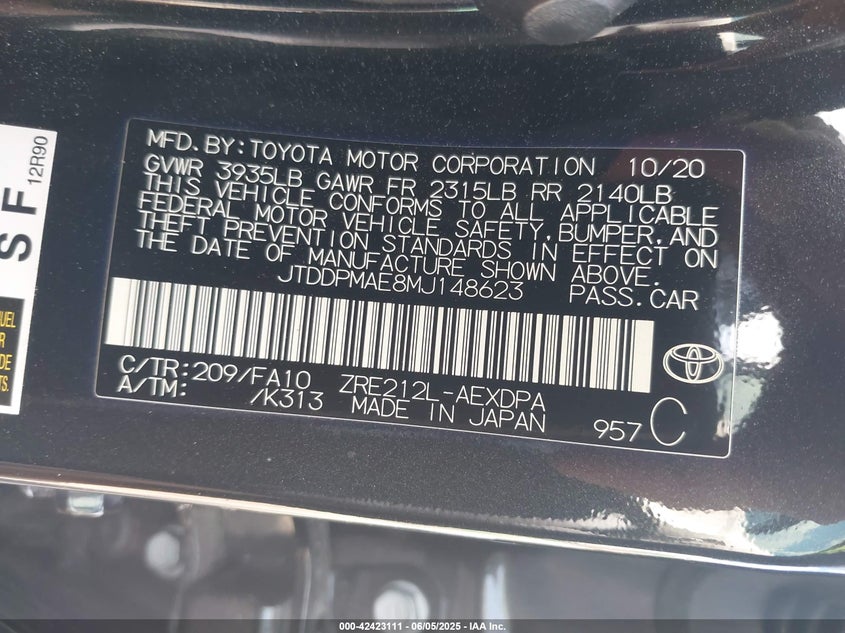 MFD.BY:TOYOTA MOTOR CORPORATION 10/20
GVWR 3935LB GAWR FR 2315LB RR 2140LB
THIS VEHICLE CONFORMS TO ALL APPLICABLE
FEDERAL MOTOR VEHICLE SAFETY,BUMPER,AND
THEFT PREVENTION STANDARDS IN EFFECT ON
THE DATE OF MANUFACTURE SHOWN ABOVE.
JTDDPMAE8MJ148623 PASS.CAR
C/TR:209/FA10 ZRE212L-AEXDPA
A/TM: /K313 MADE IN JAPAN 957 C
S F
12R90
000-42423111 - 06/05/2025 - IAA Inc.